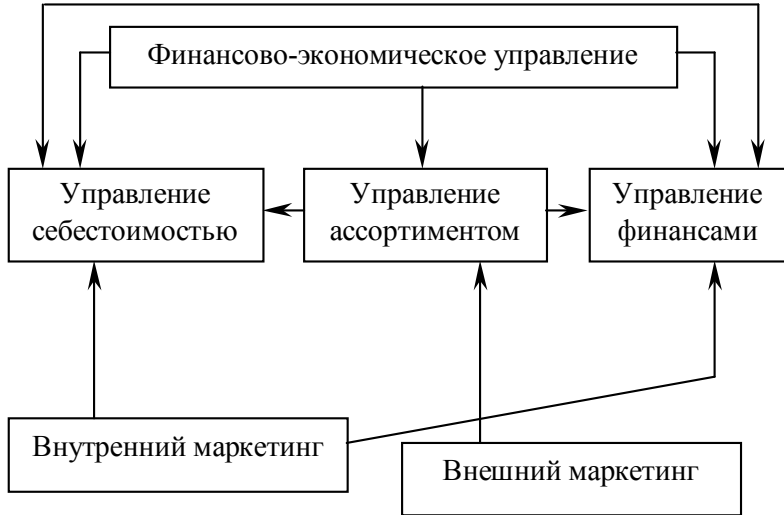 Финансово-экономическое управление
Управление
себестоимостью
Управление
ассортиментом
Управление
финансами
Внутренний маркетинг
Внешний маркетинг